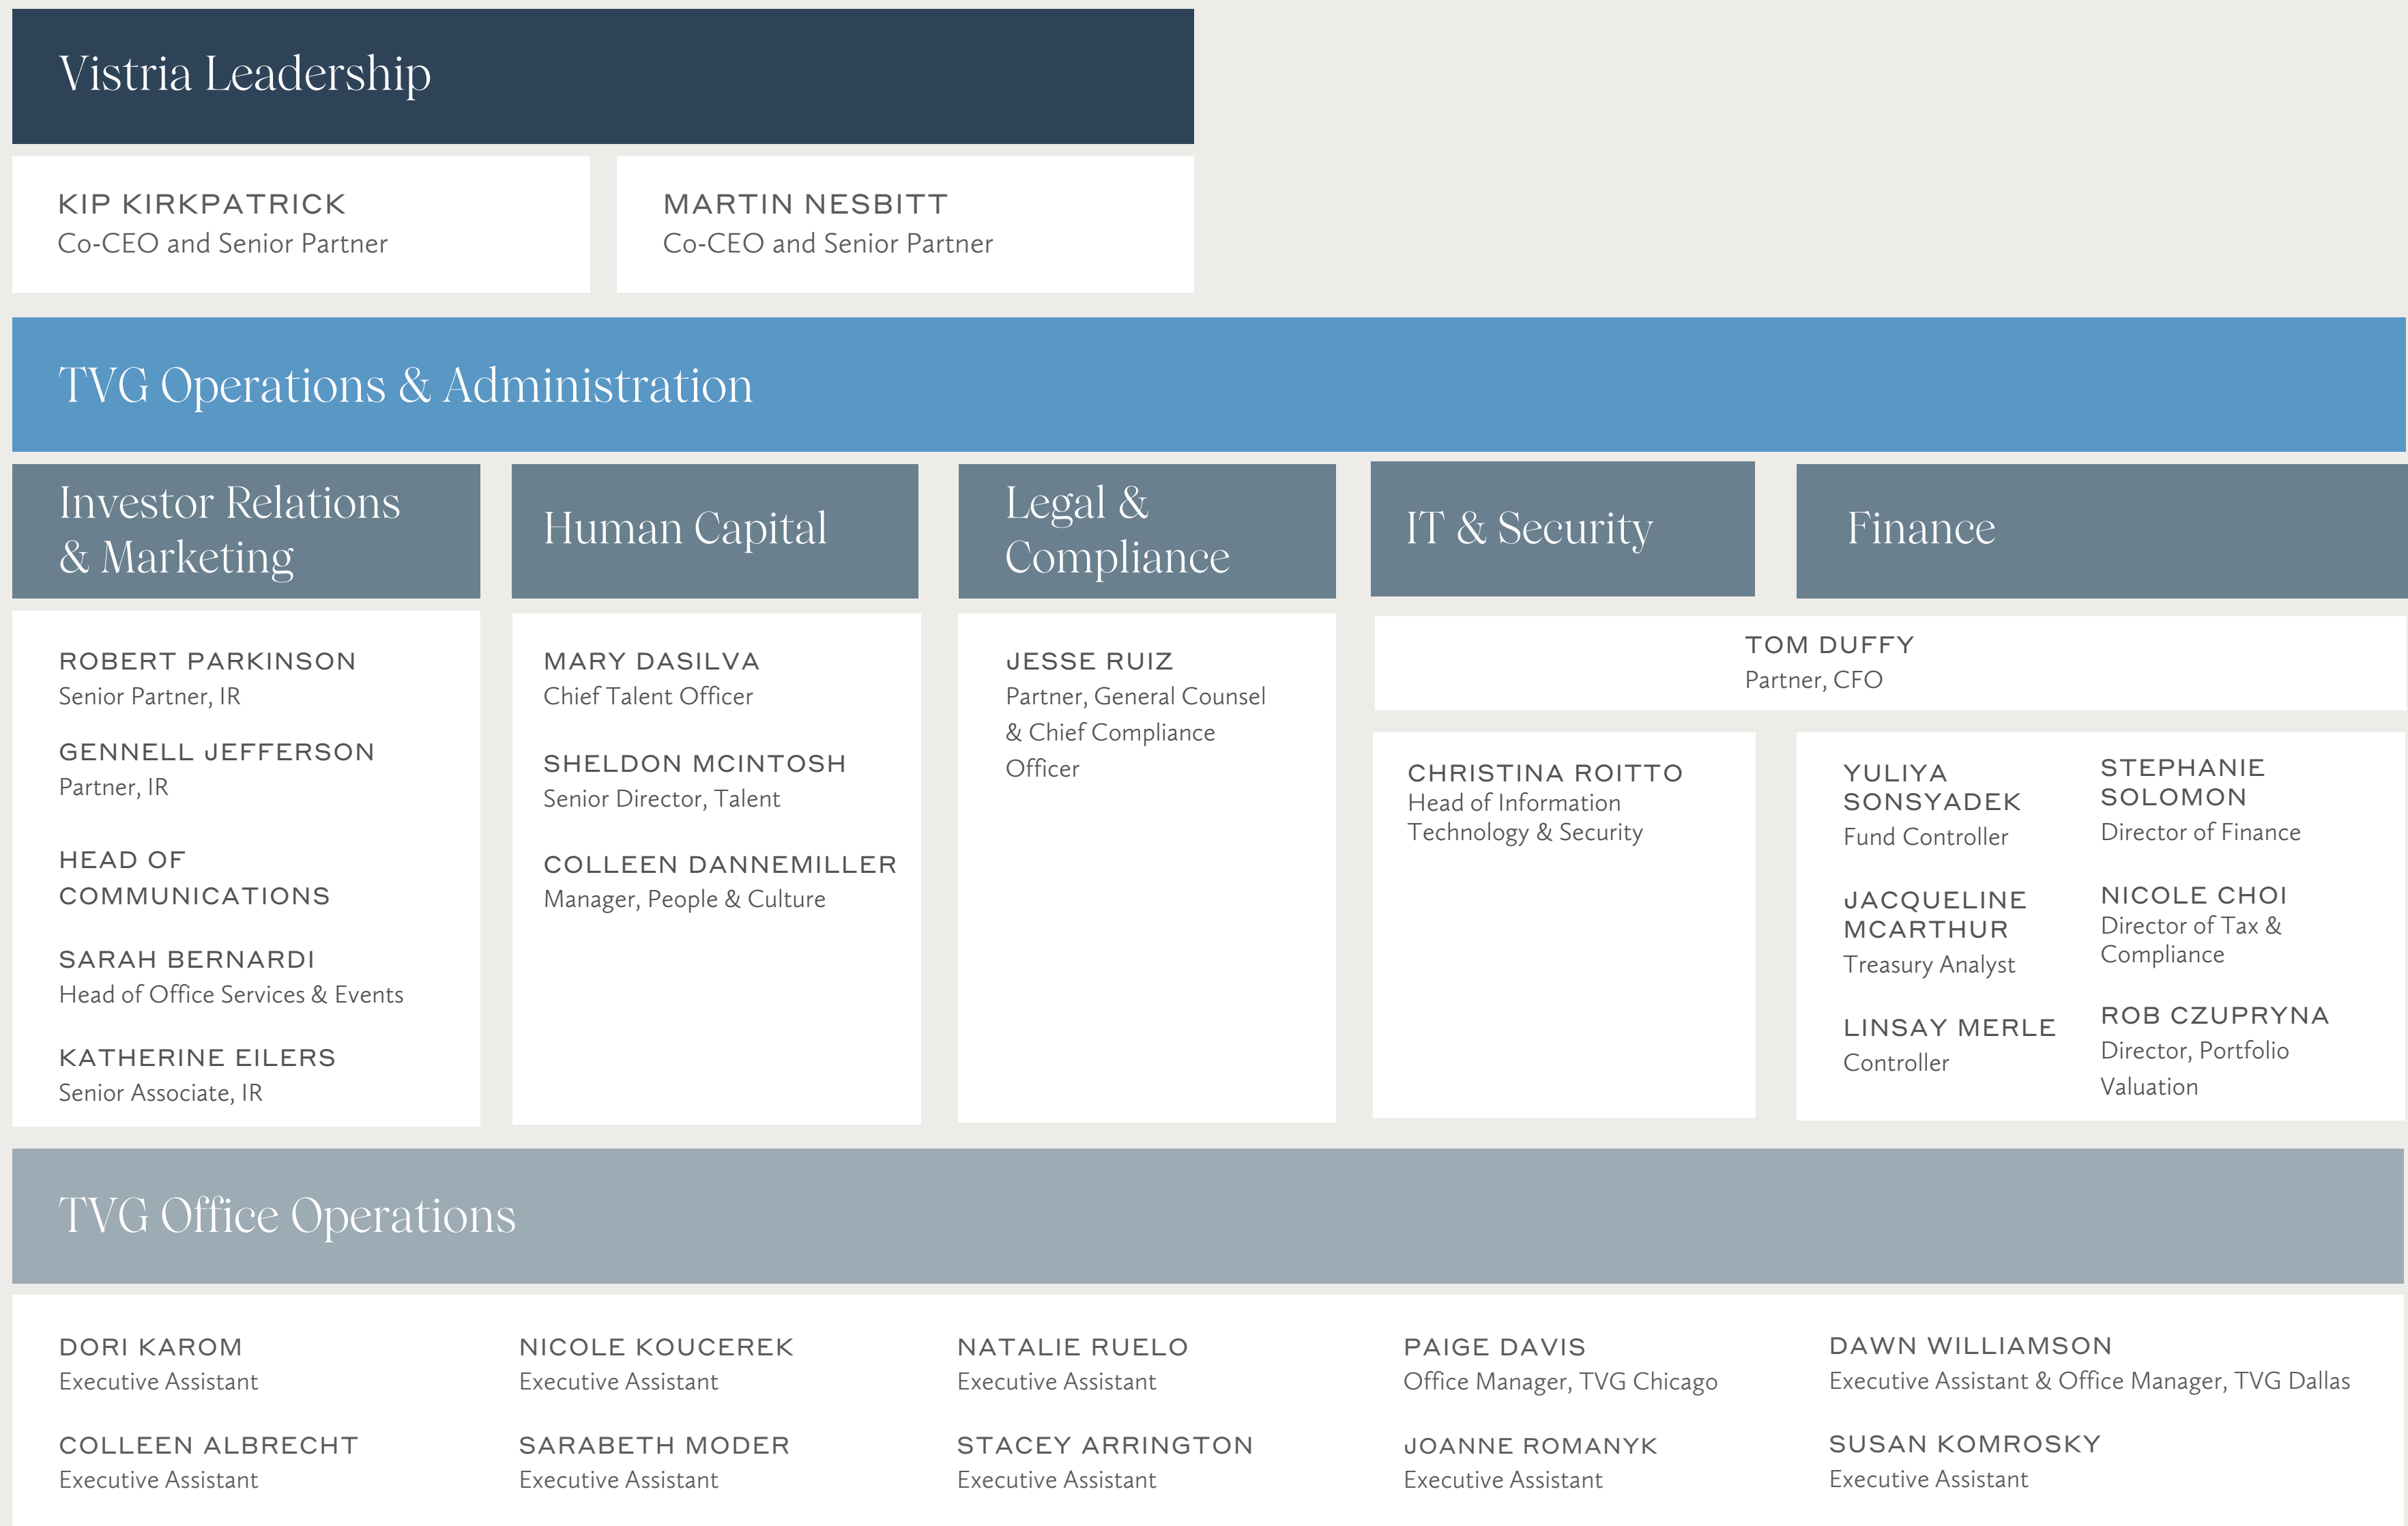 Vistria Leadership
KIP KIRKPATRICK
Co-CEO and Senior Partner
MARTIN NESBITT
Co-CEO and Senior Partner
TVG Operations & Administration
Investor Relations
& Marketing
ROBERT PARKINSON
Senior Partner, IR
GENNELL JEFFERSON
Partner, IR
HEAD OF
COMMUNICATIONS
SARAH BERNARDI
Head of Office Services & Events
KATHERINE EILERS
Senior Associate, IR
Human Capital
MARY DASILVA
Chief Talent Officer
SHELDON MCINTOSH
Senior Director, Talent
COLLEEN DANNEMILLER
Manager, People & Culture
Legal &
Compliance
JESSE RUIZ
Partner, General Counsel
& Chief Compliance
Officer
IT & Security
Finance
TOM DUFFY
Partner, CFO
CHRISTINA ROITTO
Head of Information
Technology & Security
YULIYA
SONSYADEK
Fund Controller
JACQUELINE
MCARTHUR
Treasury Analyst
LINSAY MERLE
Controller
STEPHANIE
SOLOMON
Director of Finance
NICOLE CHOI
Director of Tax &
Compliance
ROB CZUPRYNA
Director, Portfolio
Valuation
TVG Office Operations
DORI KAROM
Executive Assistant
NICOLE KOUCEREK
Executive Assistant
NATALIE RUELO
Executive Assistant
PAIGE DAVIS
Office Manager, TVG Chicago
DAWN WILLIAMSON
Executive Assistant & Office Manager, TVG Dallas
COLLEEN ALBRECHT
Executive Assistant
SARABETH MODER
Executive Assistant
STACEY ARRINGTON
Executive Assistant
JOANNE ROMANYK
Executive Assistant
SUSAN KOMROSKY
Executive Assistant